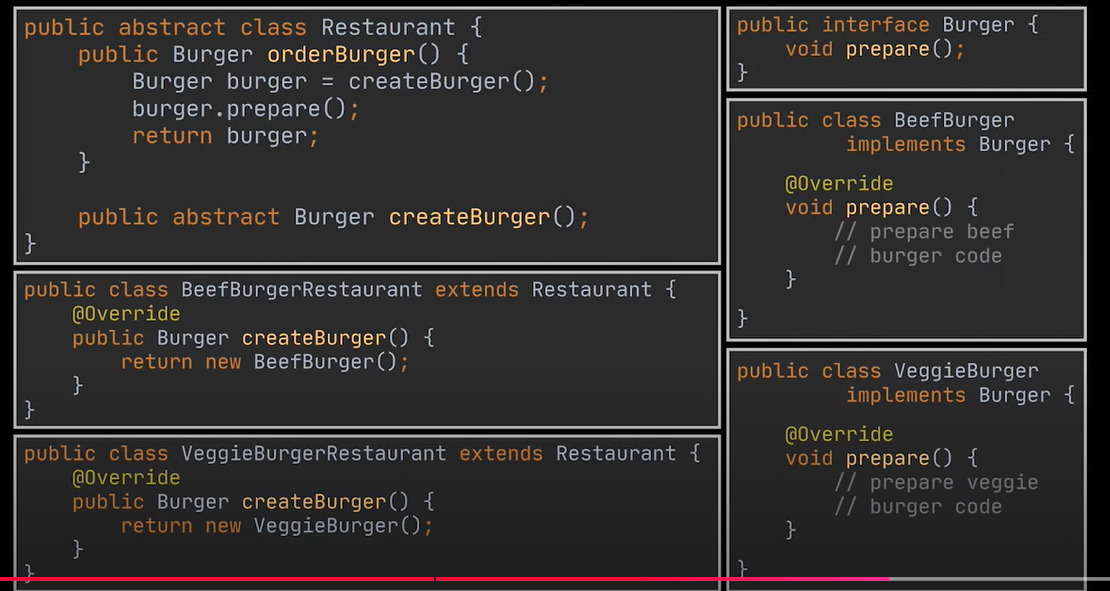 public abstract class Restaurant {
    public Burger orderBurger() {
        Burger burger = createBurger();
        burger.prepare();
        return burger;
    }

    public abstract Burger createBurger();
}
public class BeefBurgerRestaurant extends Restaurant {
    @Override
    public Burger createBurger() {
        return new BeefBurger();
    }
}
public class VeggieBurgerRestaurant extends Restaurant {
    @Override
    public Burger createBurger() {
        return new VeggieBurger();
    }
}
public interface Burger {
    void prepare();
}
public class BeefBurger
         implements Burger {
    @Override
    void prepare() {
        // prepare beef
        // burger code
    }
}
public class VeggieBurger
         implements Burger {
    @Override
    void prepare() {
        // prepare veggie
        // burger code
    }
}